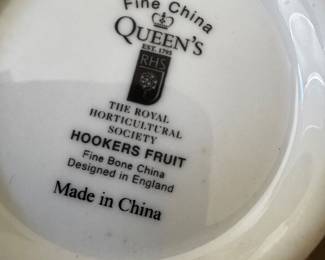 Fine China
QUEEN'S
EST. 1795
RHS
THE ROYAL
HORTICULTURAL
SOCIETY
HOOKERS FRUIT
Fine Bone China
Designed in England
Made in China